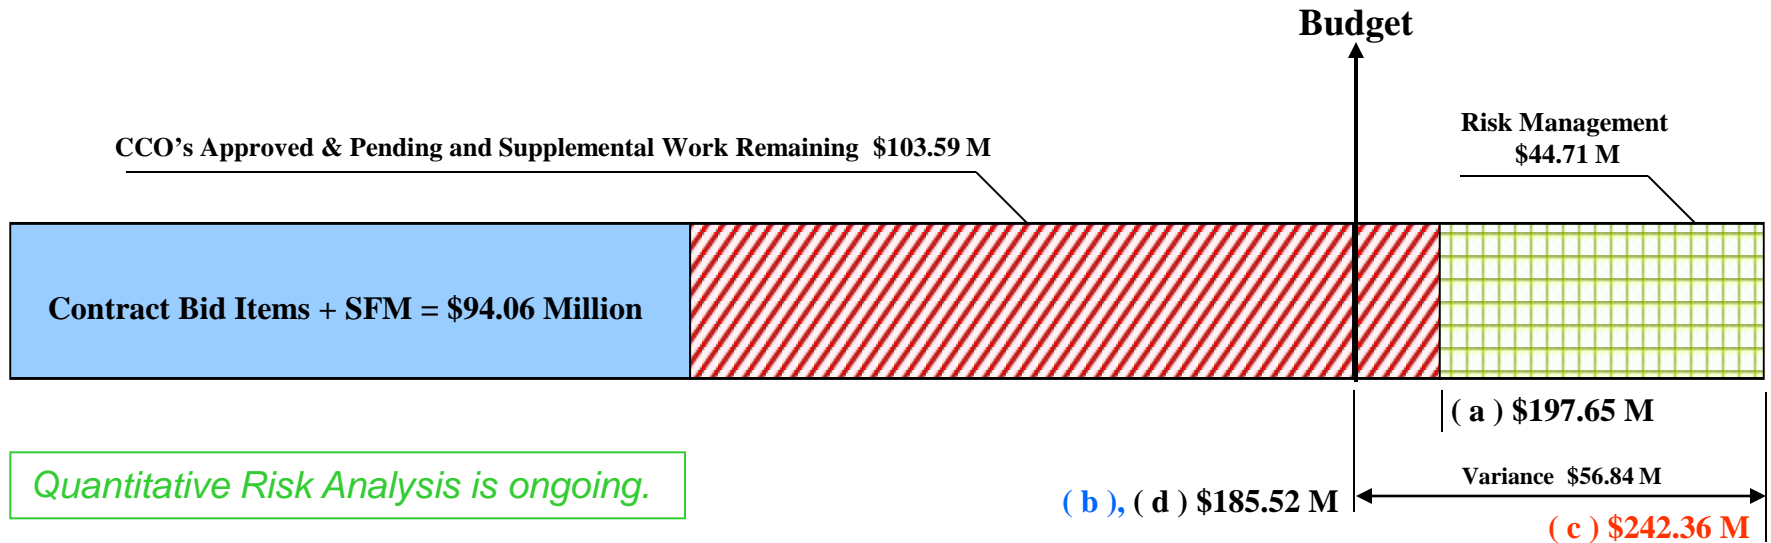 Budget
Risk Management
$44.71 M
CCO’s Approved & Pending and Supplemental Work Remaining $103.59 M
Contract Bid Items + SFM = $94.06 Million
( a ) $197.65 M
Variance $56.84 M
Quantitative Risk Analysis is ongoing.
( b ), ( d ) $185.52 M
( c ) $242.36 M